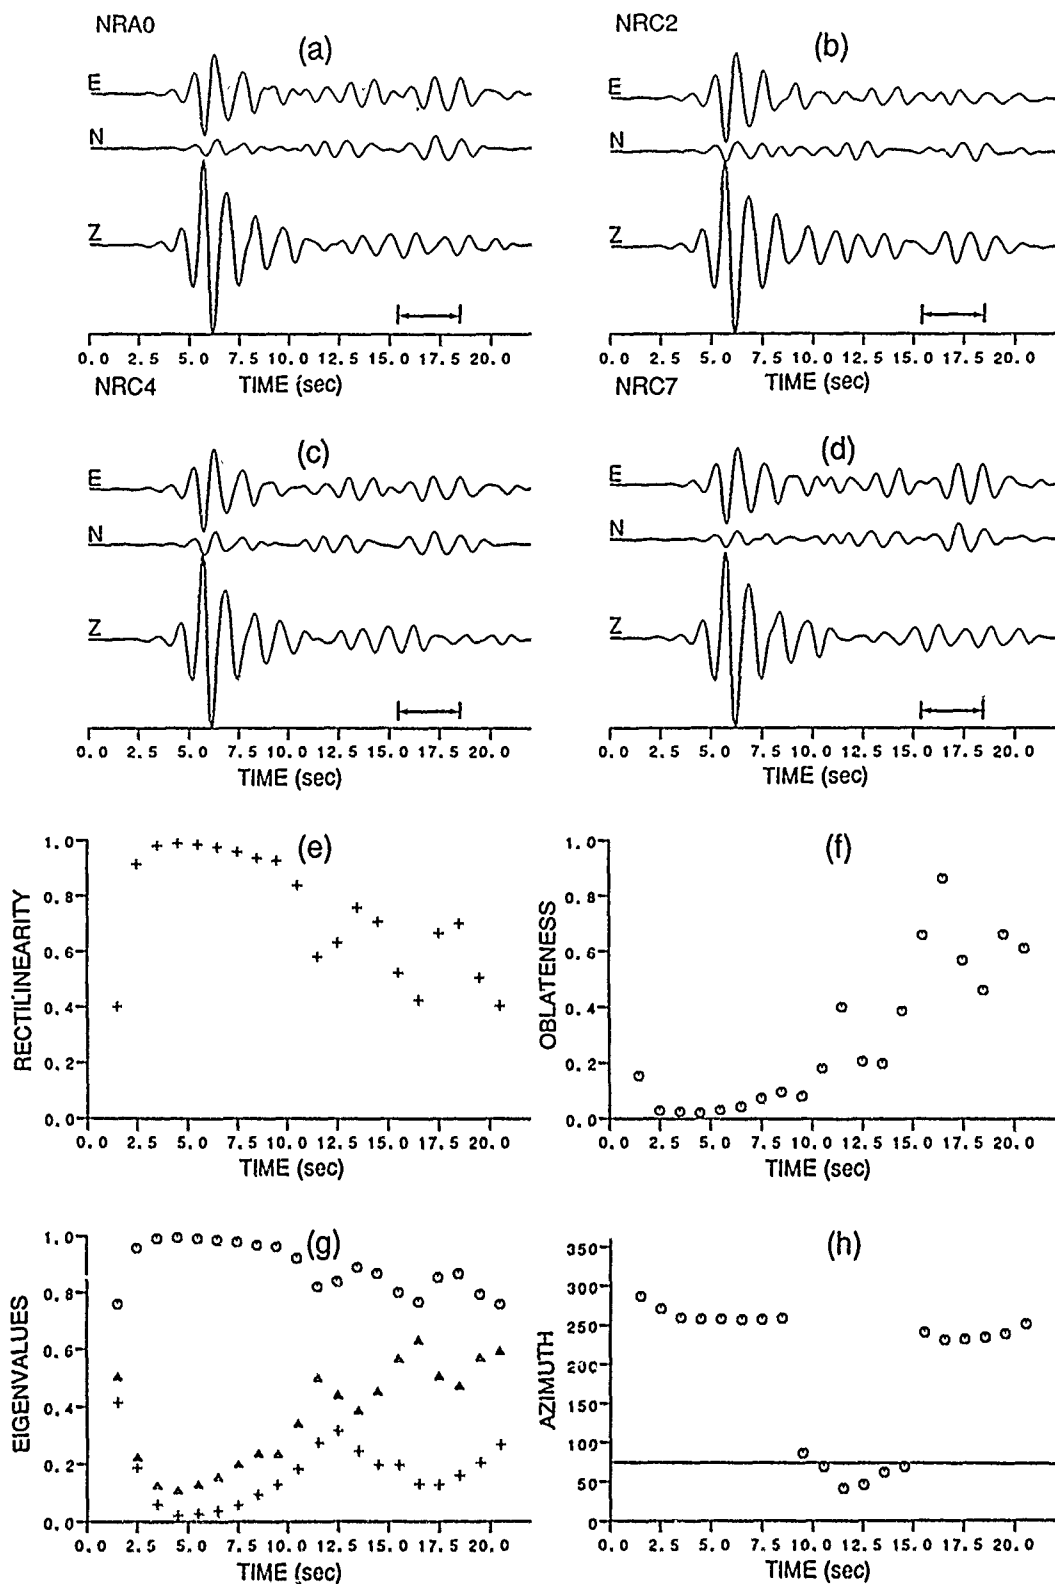 NRA0 (a) NRC2 (b)
E E
N N
Z Z
0.0 2.5 5.0 7.5 10.0 12.5 15.0 17.5 20.0 0.0 2.5 5.0 7.5 10.0 12.5 15.0 17.5 20.0
TIME (sec) TIME (sec)
NRC4 (c) NRC7 (d)
E E
N N
Z Z
0.0 2.5 5.0 7.5 10.0 12.5 15.0 17.5 20.0 0.0 2.5 5.0 7.5 10.0 12.5 15.0 17.5 20.0
TIME (sec) TIME (sec)
(e) (f)
RECTILINEARITY OBLATENESS
1.0 1.0
0.8 0.8
0.6 0.6
0.4 0.4
0.2 0.2
0.0 0.0
0.0 2.5 5.0 7.5 10.0 12.5 15.0 17.5 20.0 0.0 2.5 5.0 7.5 10.0 12.5 15.0 17.5 20.0
TIME (sec) TIME (sec)
(g) (h)
EIGENVALUES AZIMUTH
1.0 350
0.8 300
0.6 250
0.4 200
0.2 150
0.0 100
50
0
0.0 2.5 5.0 7.5 10.0 12.5 15.0 17.5 20.0 0.0 2.5 5.0 7.5 10.0 12.5 15.0 17.5 20.0
TIME (sec) TIME (sec)